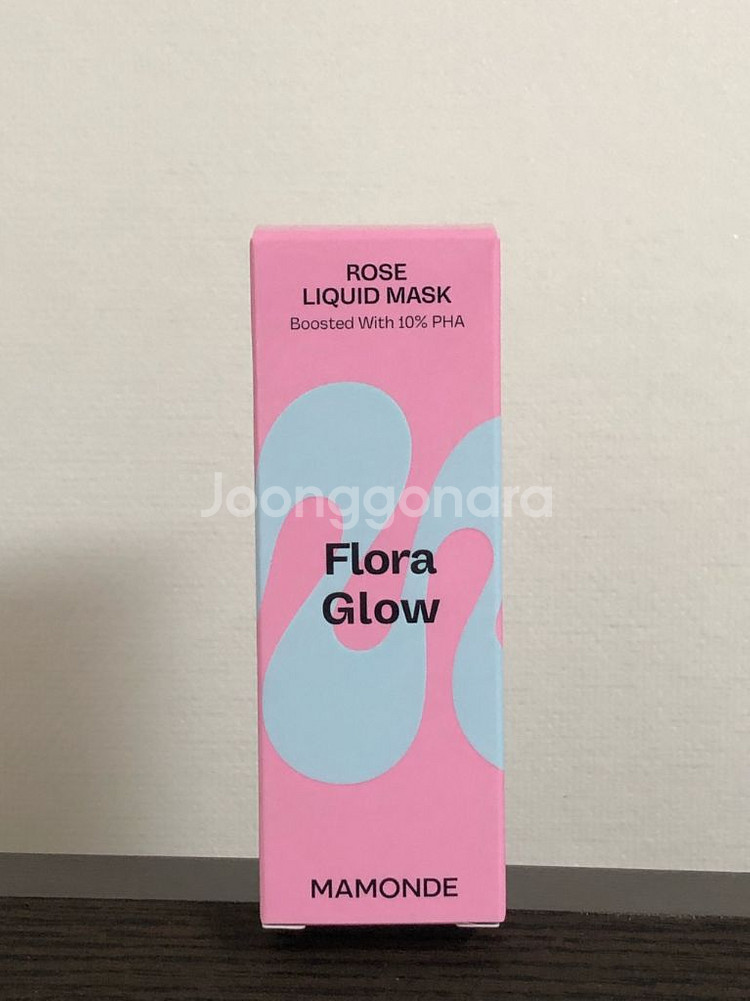 ROSE
LIQUID MASK
Boosted With 10% PHA
Joonggonara
Flora
Glow
MAMONDE